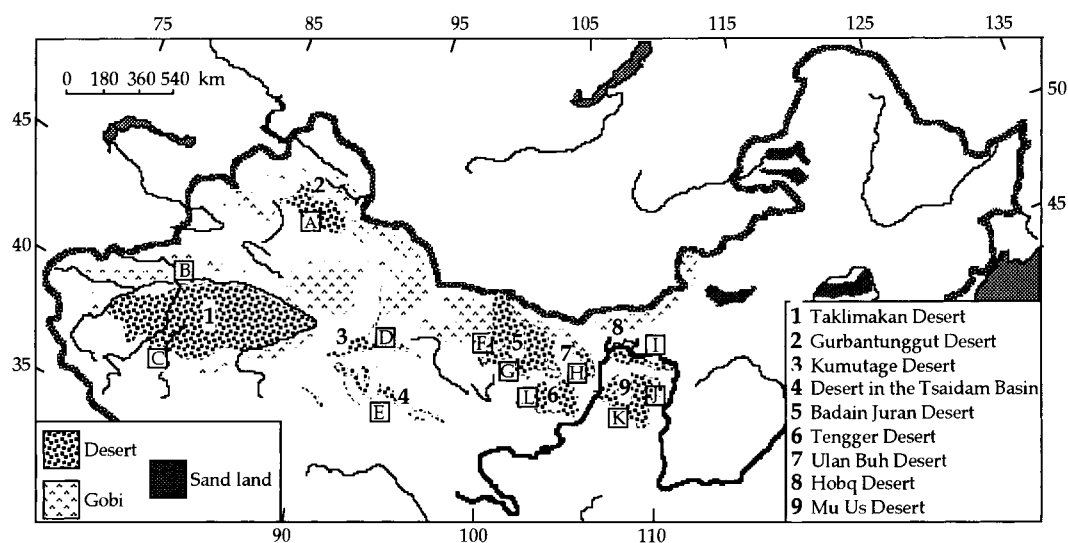 75 85 95 105 115 125 135
0 180 360 540 km
50
45
2
A
45
40
B
1
3 D
8
F 5 7 I
C
G H
35
4 L 6 9 J
E K
1 Taklimakan Desert
2 Gurbantunggut Desert
3 Kumutage Desert
4 Desert in the Tsaidam Basin
5 Badain Juran Desert
6 Tengger Desert
7 Ulan Buh Desert
8 Hobq Desert
9 Mu Us Desert
Desert
Sand land
Gobi
90 100 110